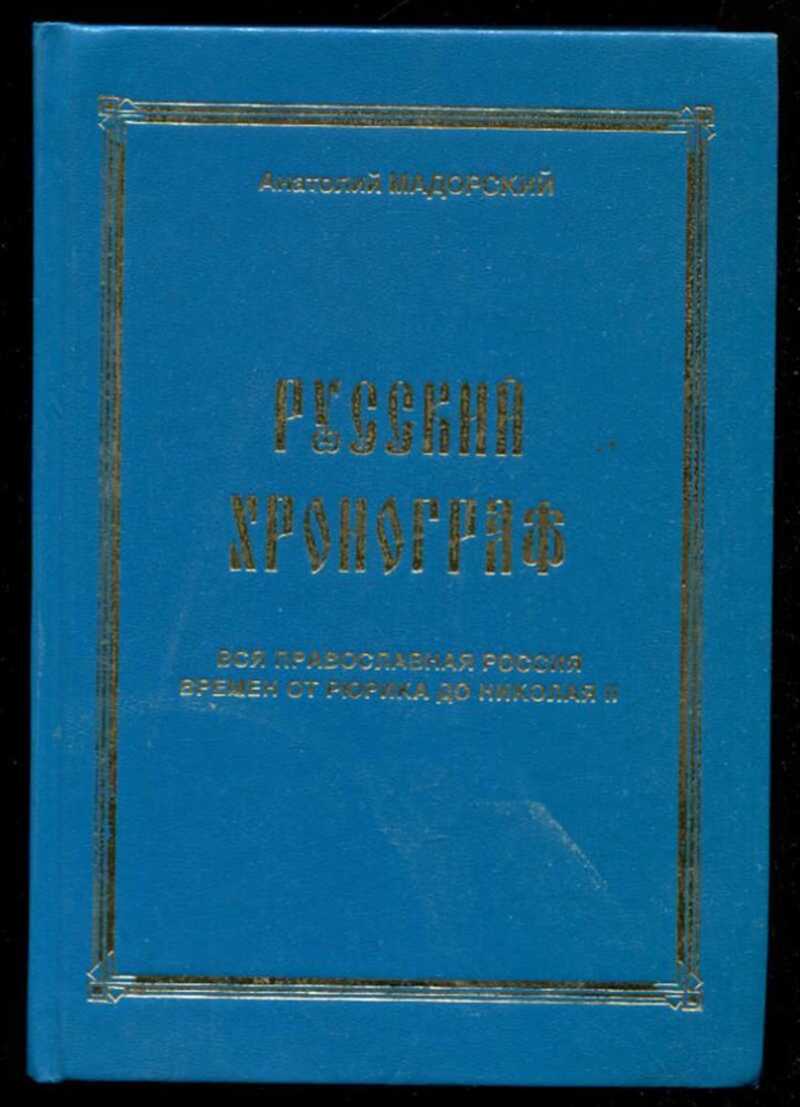 Анатолий МАДОРСКИЙ
РУССКИЙ
ХРОНОГРАФ
ВСЯ ПРАВОСЛАВНАЯ РОССИЯ
ВРЕМЕН ОТ РЮРИКА ДО НИКОЛАЯ II